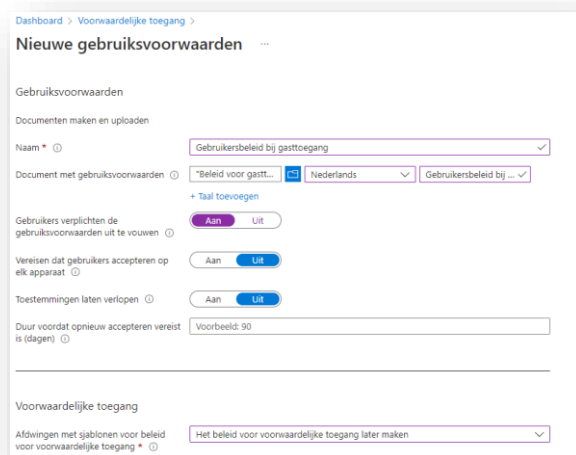 Dashboard > Voorwaardelijke toegang >
Nieuwe gebruiksvoorwaarden ...
Gebruiksvoorwaarden
Documenten maken en uploaden
Naam * Gebruikersbeleid bij gasttoegang
Document met gebruiksvoorwaarden "Beleid voor gastt... Nederlands Gebruikersbeleid bij ...
+ Taal toevoegen
Gebruikers verplichten de
gebruiksvoorwaarden uit te vouwen Aan Uit
Vereisen dat gebruikers accepteren op
elk apparaat Aan Uit
Toestemmingen laten verlopen Aan Uit
Duur voordat opnieuw accepteren vereist
is (dagen) Voorbeeld: 90
Voorwaardelijke toegang
Afdwingen met sjablonen voor beleid
voor voorwaardelijke toegang * Het beleid voor voorwaardelijke toegang later maken